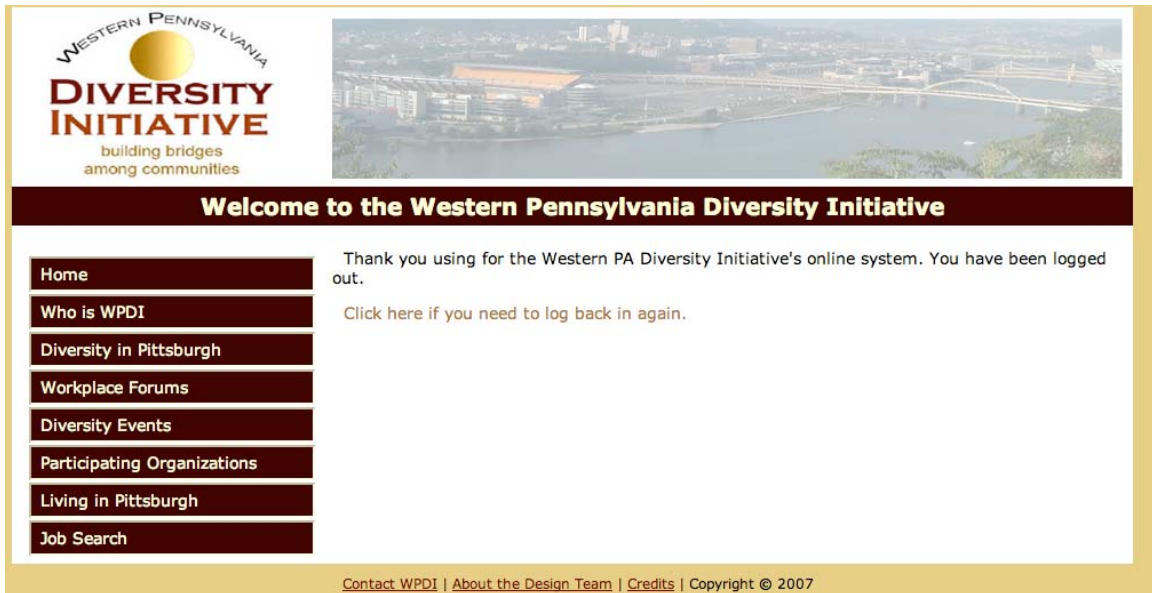 WESTERN PENNSYLVANIA
DIVERSITY
INITIATIVE
building bridges
among communities
Welcome to the Western Pennsylvania Diversity Initiative
Home
Who is WPDI
Diversity in Pittsburgh
Workplace Forums
Diversity Events
Participating Organizations
Living in Pittsburgh
Job Search
Thank you using for the Western PA Diversity Initiative's online system. You have been logged
out.
Click here if you need to log back in again.
Contact WPDI | About the Design Team | Credits | Copyright © 2007